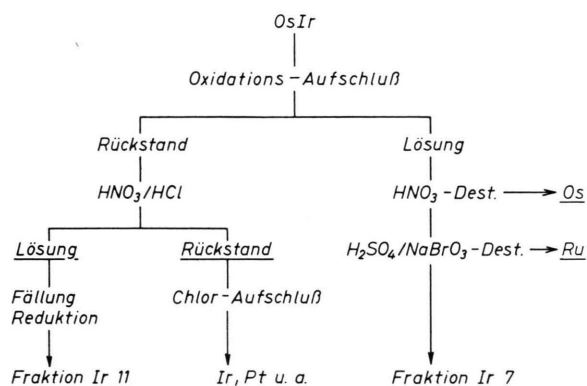 OsIr
Oxidations-Aufschluß
Rückstand
Lösung
HNO₃/HCl
HNO₃-Dest.
Os
Lösung
Rückstand
H₂SO₄/NaBrO₃-Dest.
Ru
Fällung
Reduktion
Chlor-Aufschluß
Fraktion Ir 11
Ir, Pt u. a.
Fraktion Ir 7